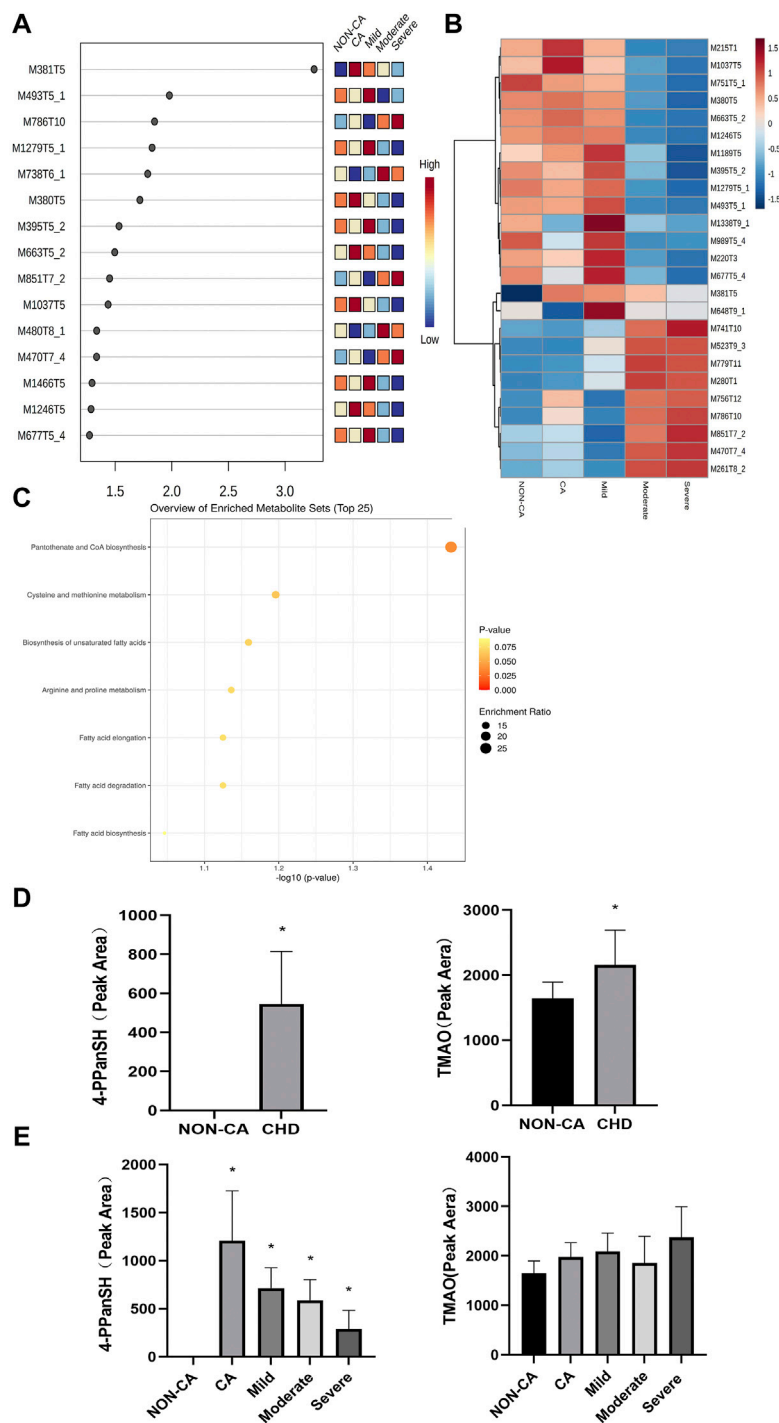 A
NON-CA
CA
Mild
Moderate
Severe
M381T5
M493T5_1
M786T10
M1279T5_1
M738T6_1
M380T5
M395T5_2
M663T5_2
M851T7_2
M1037T5
M480T8_1
M470T7_4
M1466T5
M1246T5
M677T5_4
1.5
2.0
2.5
3.0
High
Low
B
M215T1
M1037T5
M751T5_1
M380T5
M663T5_2
M1246T5
M1189T5
M395T5_2
M1279T5_1
M493T5_1
M1338T9_1
M989T5_4
M220T3
M677T5_4
M381T5
M648T9_1
M741T10
M523T9_3
M779T11
M280T1
M756T12
M786T10
M851T7_2
M470T7_4
M261T8_2
NON-CA
CA
Mild
Moderate
Severe
1.5
1
0.5
0
-0.5
-1
-1.5
C
Overview of Enriched Metabolite Sets (Top 25)
Pantothenate and CoA biosynthesis
Cysteine and methionine metabolism
Biosynthesis of unsaturated fatty acids
Arginine and proline metabolism
Fatty acid elongation
Fatty acid degradation
Fatty acid biosynthesis
1.1
1.2
1.3
1.4
-log10 (p-value)
P-value
0.075
0.050
0.025
0.000
Enrichment Ratio
15
20
25
D
4-PPanSH（Peak Area）
1000
800
600
400
200
0
*
NON-CA
CHD
TMAO（Peak Aera）
3000
2000
1000
0
*
NON-CA
CHD
E
4-PPanSH（Peak Area）
2000
1500
1000
500
0
*
*
*
*
NON-CA
CA
Mild
Moderate
Severe
TMAO(Peak Aera)
4000
3000
2000
1000
0
NON-CA
CA
Mild
Moderate
Severe